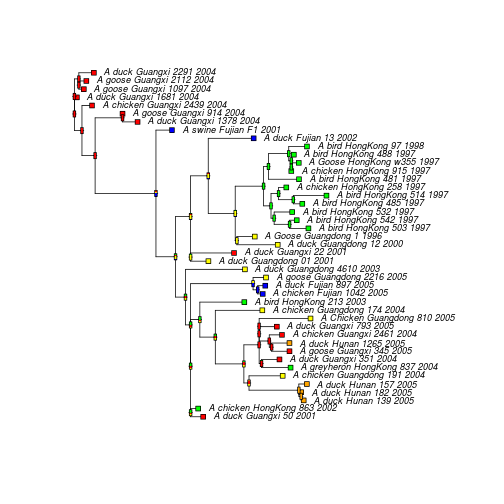 A duck Guangxi 2291 2004
A goose Guangxi 2112 2004
A goose Guangxi 1097 2004
A duck Guangxi 1681 2004
A chicken Guangxi 2439 2004
A goose Guangxi 914 2004
A duck Guangxi 1378 2004
A swine Fujian F1 2001
A duck Fujian 13 2002
A bird HongKong 97 1998
A bird HongKong 488 1997
A Goose HongKong w355 1997
A chicken HongKong 915 1997
A bird HongKong 481 1997
A chicken HongKong 258 1997
A bird HongKong 514 1997
A bird HongKong 485 1997
A bird HongKong 532 1997
A bird HongKong 542 1997
A bird HongKong 503 1997
A Goose Guangdong 1 1996
A duck Guangdong 12 2000
A duck Guangxi 22 2001
A duck Guangdong 01 2001
A duck Guangdong 4610 2003
A goose Guangdong 2216 2005
A duck Fujian 897 2005
A chicken Fujian 1042 2005
A bird HongKong 213 2003
A chicken Guangdong 174 2004
A Chicken Guangdong 810 2005
A duck Guangxi 793 2005
A chicken Guangxi 2461 2004
A duck Hunan 1265 2005
A goose Guangxi 345 2005
A duck Guangxi 351 2004
A greyheron HongKong 837 2004
A chicken Guangdong 191 2004
A duck Hunan 157 2005
A duck Hunan 182 2005
A duck Hunan 139 2005
A chicken HongKong 863 2002
A duck Guangxi 50 2001